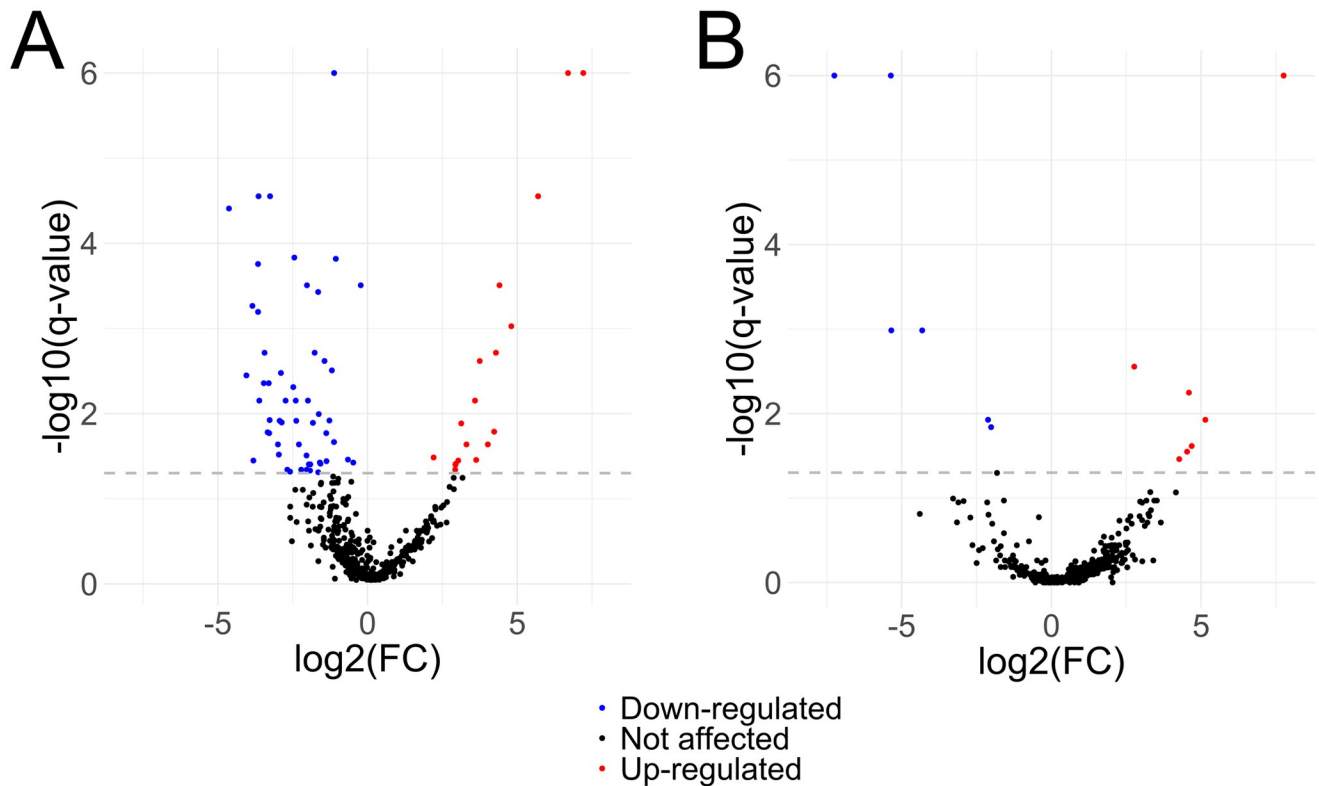 A
B
-log10(q-value)
6
4
2
0
-5
0
5
log2(FC)
-log10(q-value)
6
4
2
0
-5
0
5
log2(FC)
Down-regulated
Not affected
Up-regulated